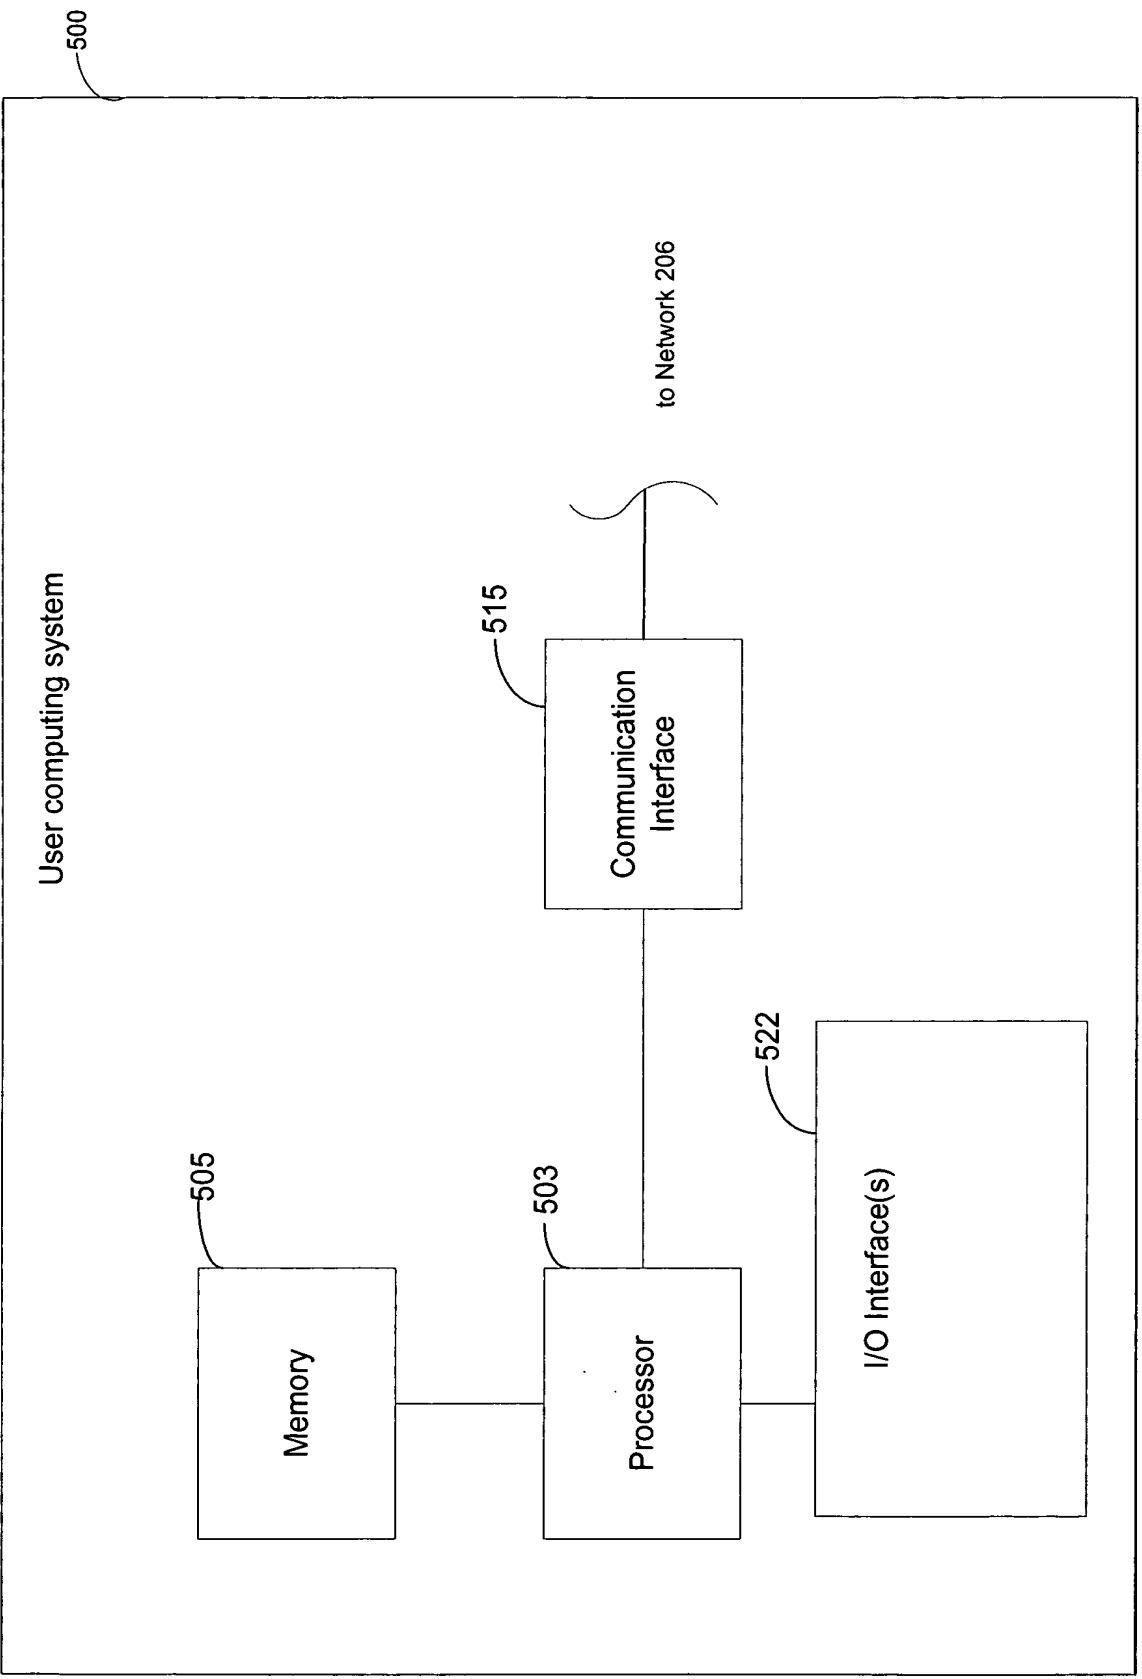 500
User computing system
505
Memory
503
Processor
515
Communication
Interface
to Network 206
522
I/O Interface(s)